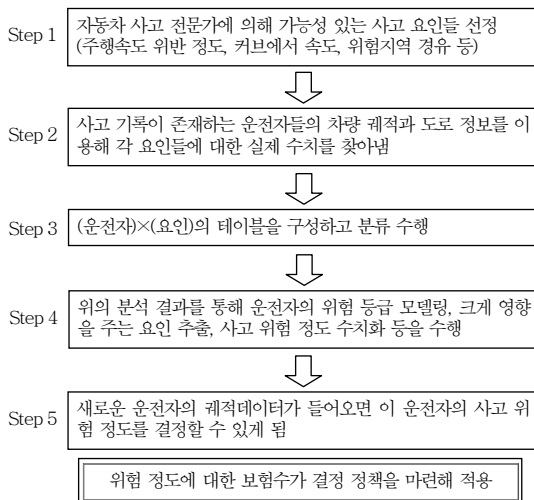 Step 1
자동차 사고 전문가에 의해 가능성 있는 사고 요인들 선정
(주행속도 위반 정도, 커브에서 속도, 위험지역 경유 등)
Step 2
사고 기록이 존재하는 운전자들의 차량 궤적과 도로 정보를 이
용해 각 요인들에 대한 실제 수치를 찾아냄
Step 3
(운전자)×(요인)의 테이블을 구성하고 분류 수행
Step 4
위의 분석 결과를 통해 운전자의 위험 등급 모델링, 크게 영향
을 주는 요인 추출, 사고 위험 정도 수치화 등을 수행
Step 5
새로운 운전자의 궤적데이터가 들어오면 이 운전자의 사고 위
험 정도를 결정할 수 있게 됨
위험 정도에 대한 보험수가 결정 정책을 마련해 적용